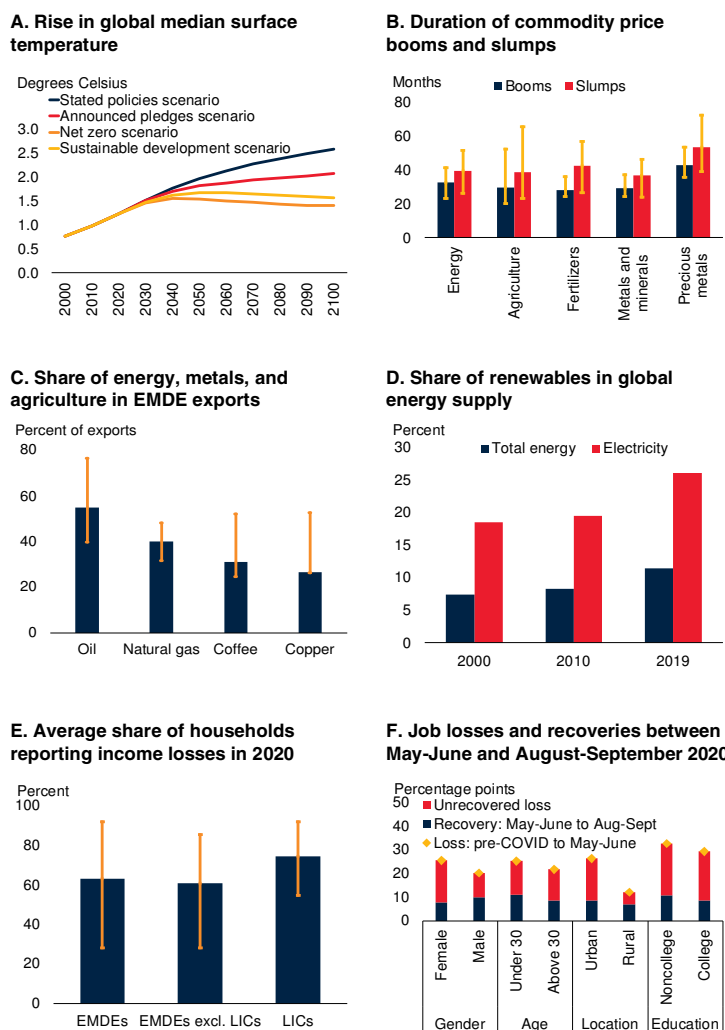 A. Rise in global median surface
temperature
Degrees Celsius
Stated policies scenario
Announced pledges scenario
Net zero scenario
Sustainable development scenario
3.0
2.5
2.0
1.5
1.0
0.5
0.0
2000
2010
2020
2030
2040
2050
2060
2070
2080
2090
2100
B. Duration of commodity price
booms and slumps
Months
Booms Slumps
80
60
40
20
0
Energy
Agriculture
Fertilizers
Metals and
minerals
Precious
metals
C. Share of energy, metals, and
agriculture in EMDE exports
Percent of exports
80
60
40
20
0
Oil Natural gas Coffee Copper
D. Share of renewables in global
energy supply
Percent
Total energy Electricity
30
25
20
15
10
5
0
2000 2010 2019
E. Average share of households
reporting income losses in 2020
Percent
100
80
60
40
20
0
EMDEs EMDEs excl. LICs LICs
F. Job losses and recoveries between
May-June and August-September 2020
Percentage points
50
40
30
20
10
0
Unrecovered loss
Recovery: May-June to Aug-Sept
Loss: pre-COVID to May-June
Female
Male
Under 30
Above 30
Urban
Rural
Noncollege
College
Gender Age Location Education